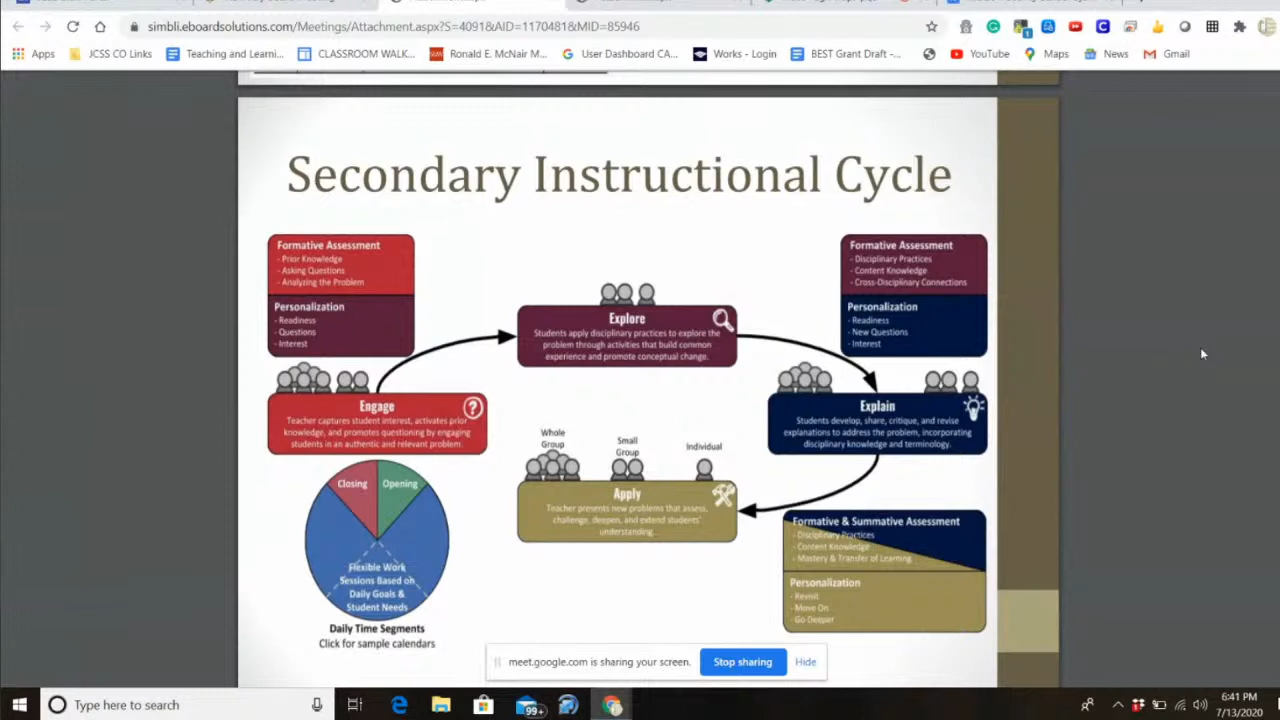 simbli.eboardsolutions.com/Meetings/Attachment.aspx?S=4091&AID=1170481&MID=85946
Apps
JCSS CO Links
Teaching and Learni...
CLASSROOM WALK...
Ronald E. McNair M...
User Dashboard CA...
Works - Login
BEST Grant Draft -...
YouTube
Maps
News
Gmail
Secondary Instructional Cycle
Formative Assessment
- Prior Knowledge
- Asking Questions
- Analyzing the Problem
Personalization
- Readiness
- Questions
- Interest
Explore
Students apply disciplinary practices to explore the
problem through activities that build common
experience and promote conceptual change.
Formative Assessment
- Disciplinary Practices
- Content Knowledge
- Cross-Disciplinary Connections
Personalization
- Readiness
- New Questions
- Interest
Engage
Teacher captures student interest, activates prior
knowledge, and promotes questioning by engaging
students in an authentic and relevant problem.
Explain
Students develop, share, critique, and revise
explanations to address the problem, incorporating
disciplinary knowledge and terminology.
Whole
Group
Small
Group
Individual
Apply
Teacher presents new problems that assess,
challenge, deepen, and extend students'
understanding..
Closing
Opening
Flexible Work
Sessions Based on
Daily Goals &
Student Needs
Daily Time Segments
Click for sample calendars
Formative & Summative Assessment
- Disciplinary Practices
- Content Knowledge
- Mastery & Transfer of Learning
Personalization
- Revisit
- Move On
- Go Deeper
meet.google.com is sharing your screen.
Stop sharing
Hide
Type here to search
99+
6:41 PM
7/13/2020